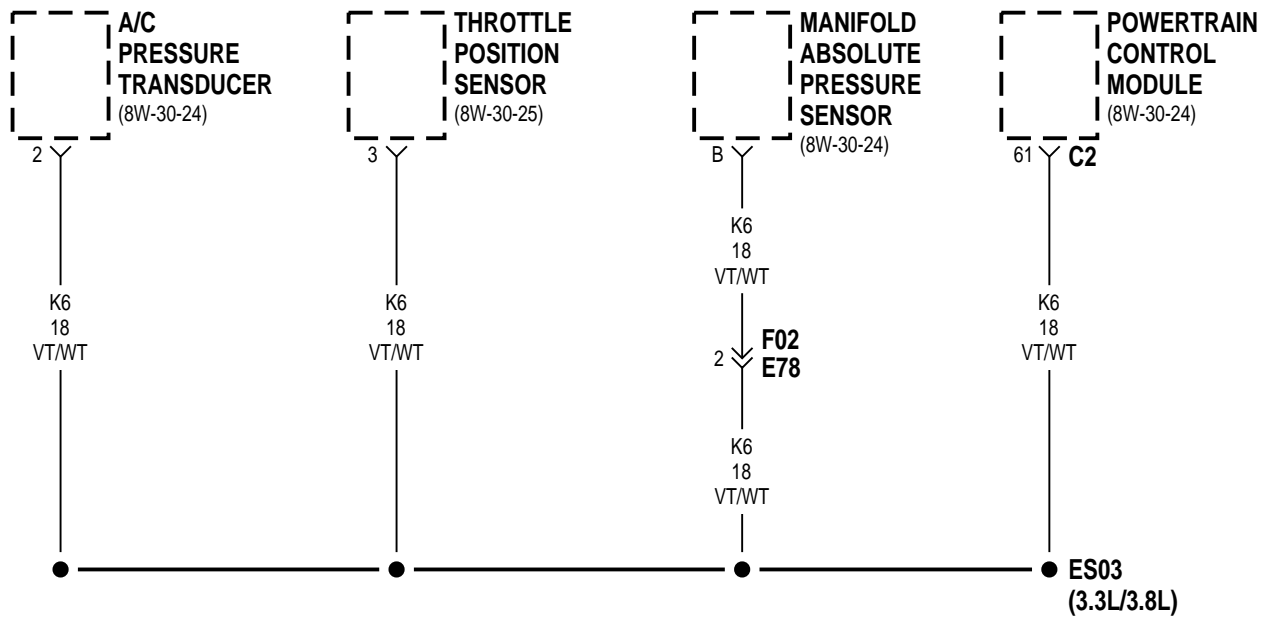 A/C
PRESSURE
TRANSDUCER
(8W-30-24)
2
K6
18
VT/WT
THROTTLE
POSITION
SENSOR
(8W-30-25)
3
K6
18
VT/WT
MANIFOLD
ABSOLUTE
PRESSURE
SENSOR
(8W-30-24)
B
K6
18
VT/WT
2
F02
E78
K6
18
VT/WT
POWERTRAIN
CONTROL
MODULE
(8W-30-24)
61
C2
K6
18
VT/WT
ES03
(3.3L/3.8L)